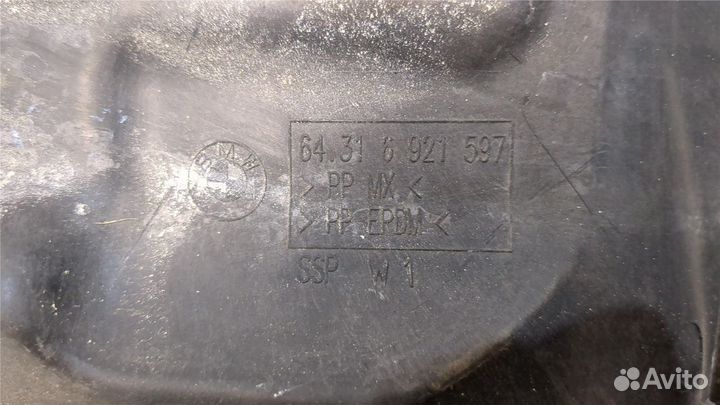 BMW
64.31 6 921 597
> PP MX <
> PP EPDM <
SSP W 1
Avito